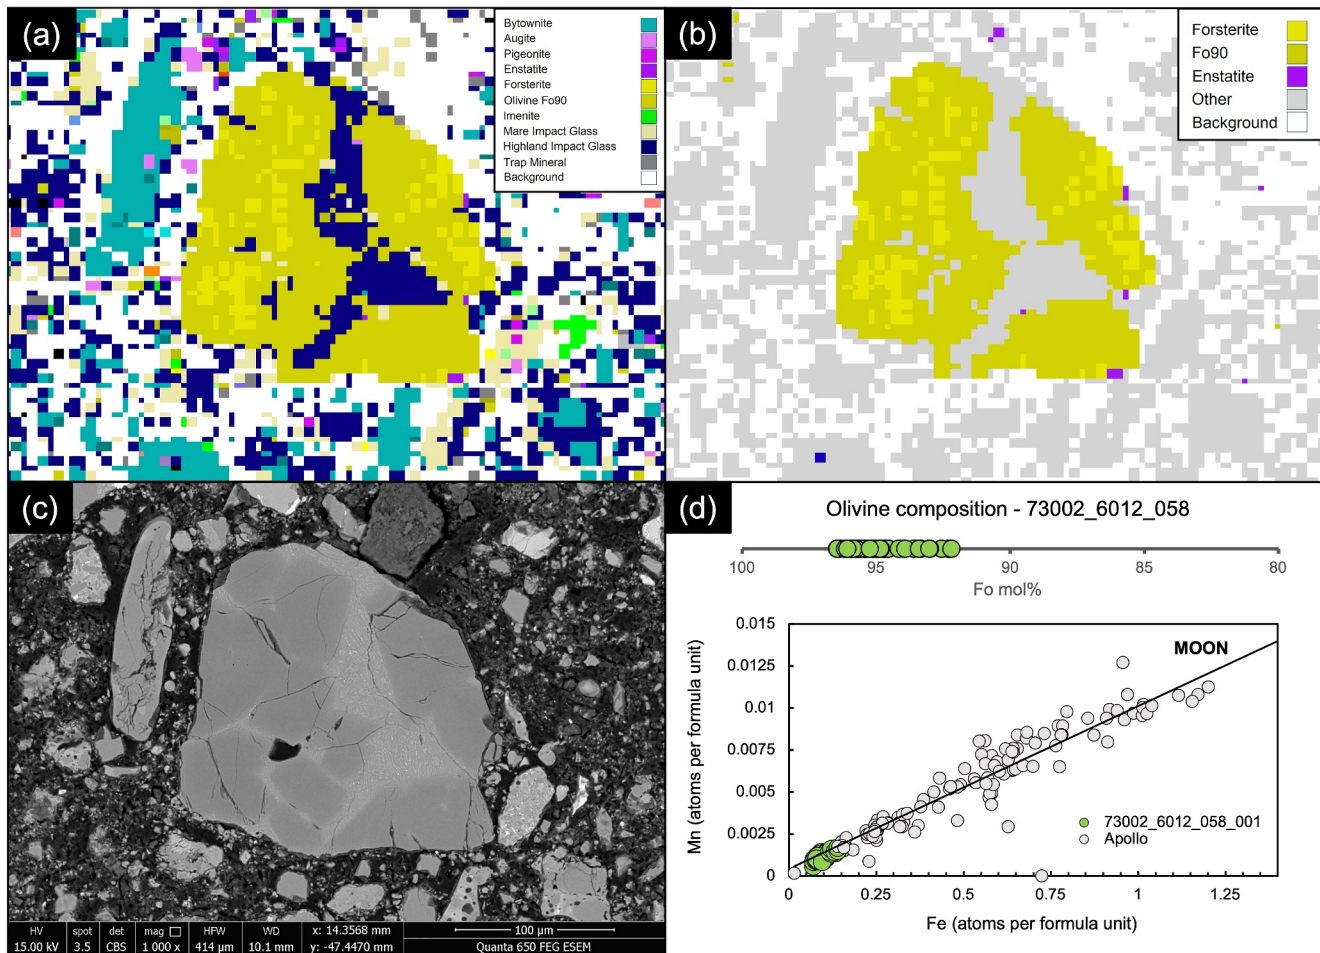 (a)
Bytownite
Augite
Pigeonite
Enstatite
Forsterite
Olivine Fo90
Imenite
Mare Impact Glass
Highland Impact Glass
Trap Mineral
Background
(b)
Forsterite
Fo90
Enstatite
Other
Background
(c)
HV spot det mag HFW WD x: 14.3568 mm 100 µm
15.00 kV 3.5 CBS 1 000 x 414 µm 10.1 mm y: -47.4470 mm Quanta 650 FEG ESEM
(d)
Olivine composition - 73002_6012_058
100 95 90 85 80
Fo mol%
MOON
Mn (atoms per formula unit)
0.015
0.0125
0.01
0.0075
0.005
0.0025
0
73002_6012_058_001
Apollo
0 0.25 0.5 0.75 1 1.25
Fe (atoms per formula unit)